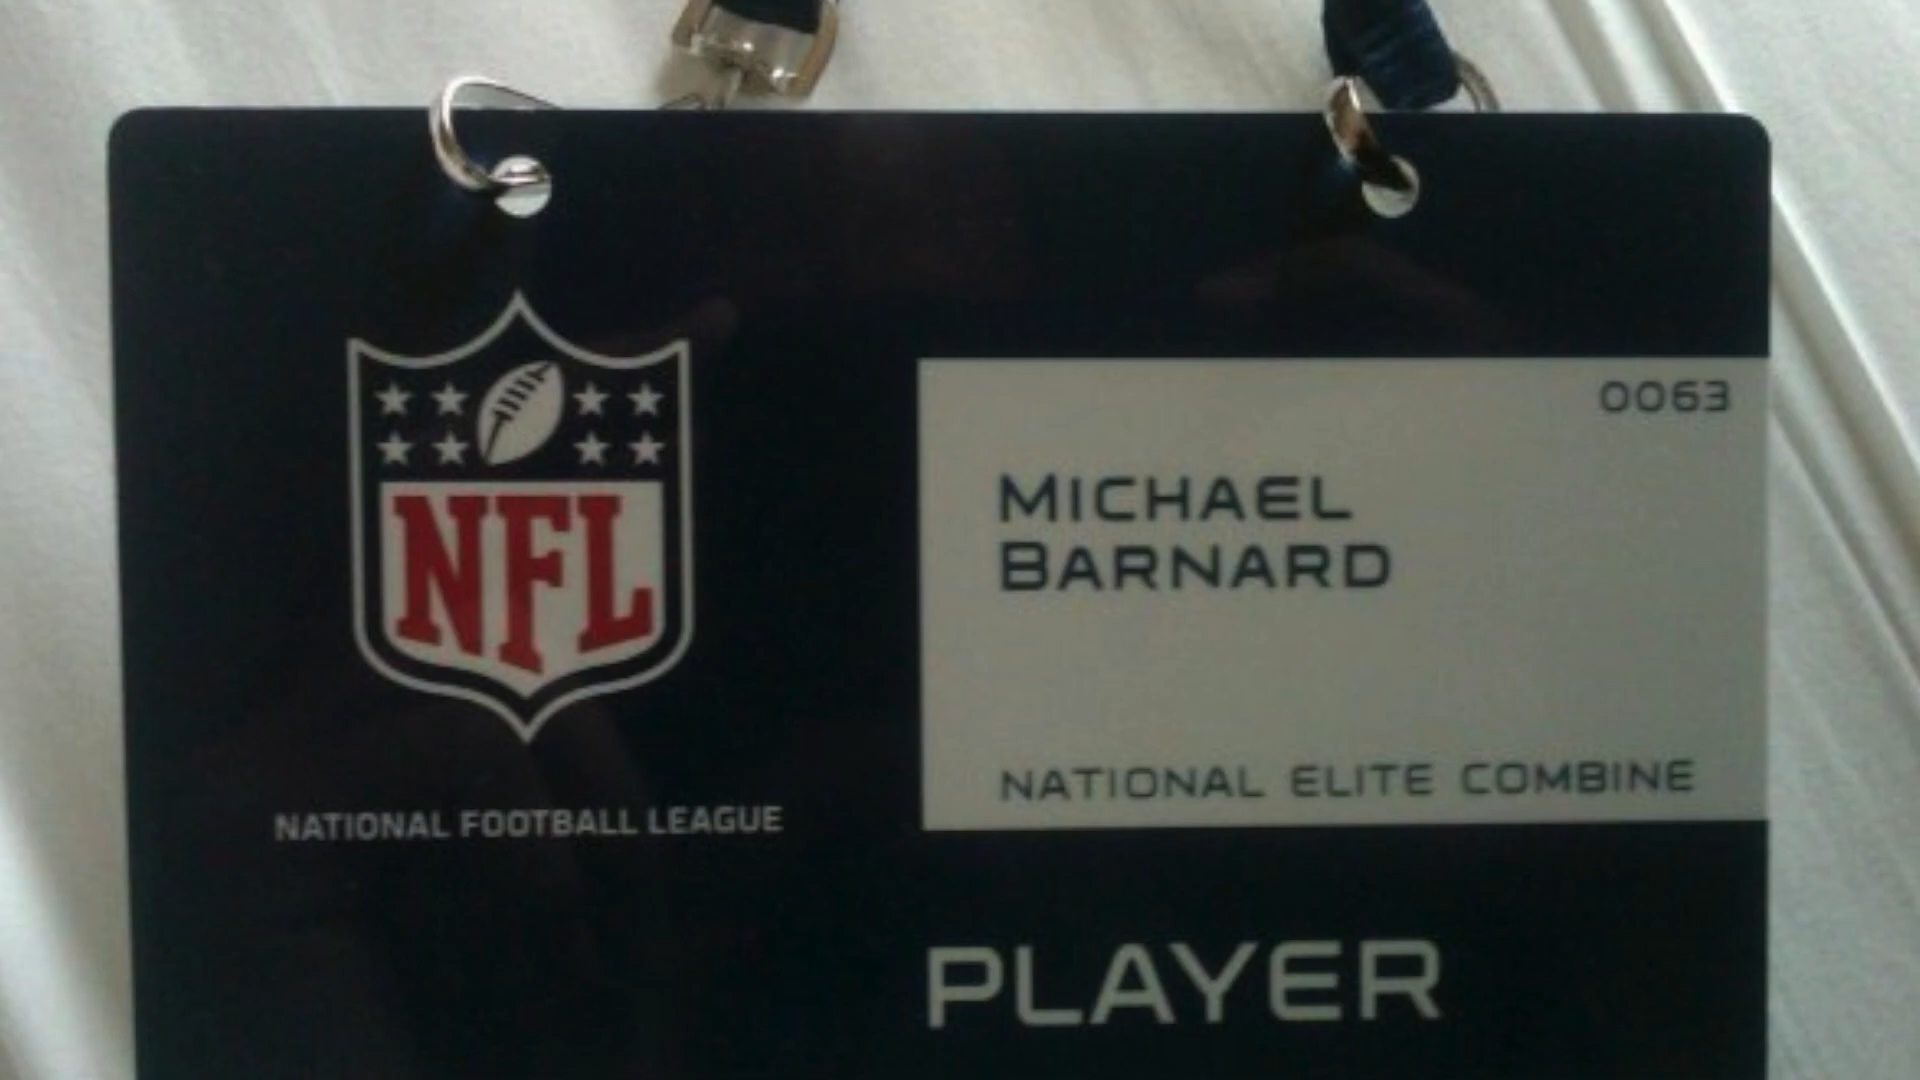 NFL
NATIONAL FOOTBALL LEAGUE
0063
MICHAEL
BARNARD
NATIONAL ELITE COMBINE
PLAYER